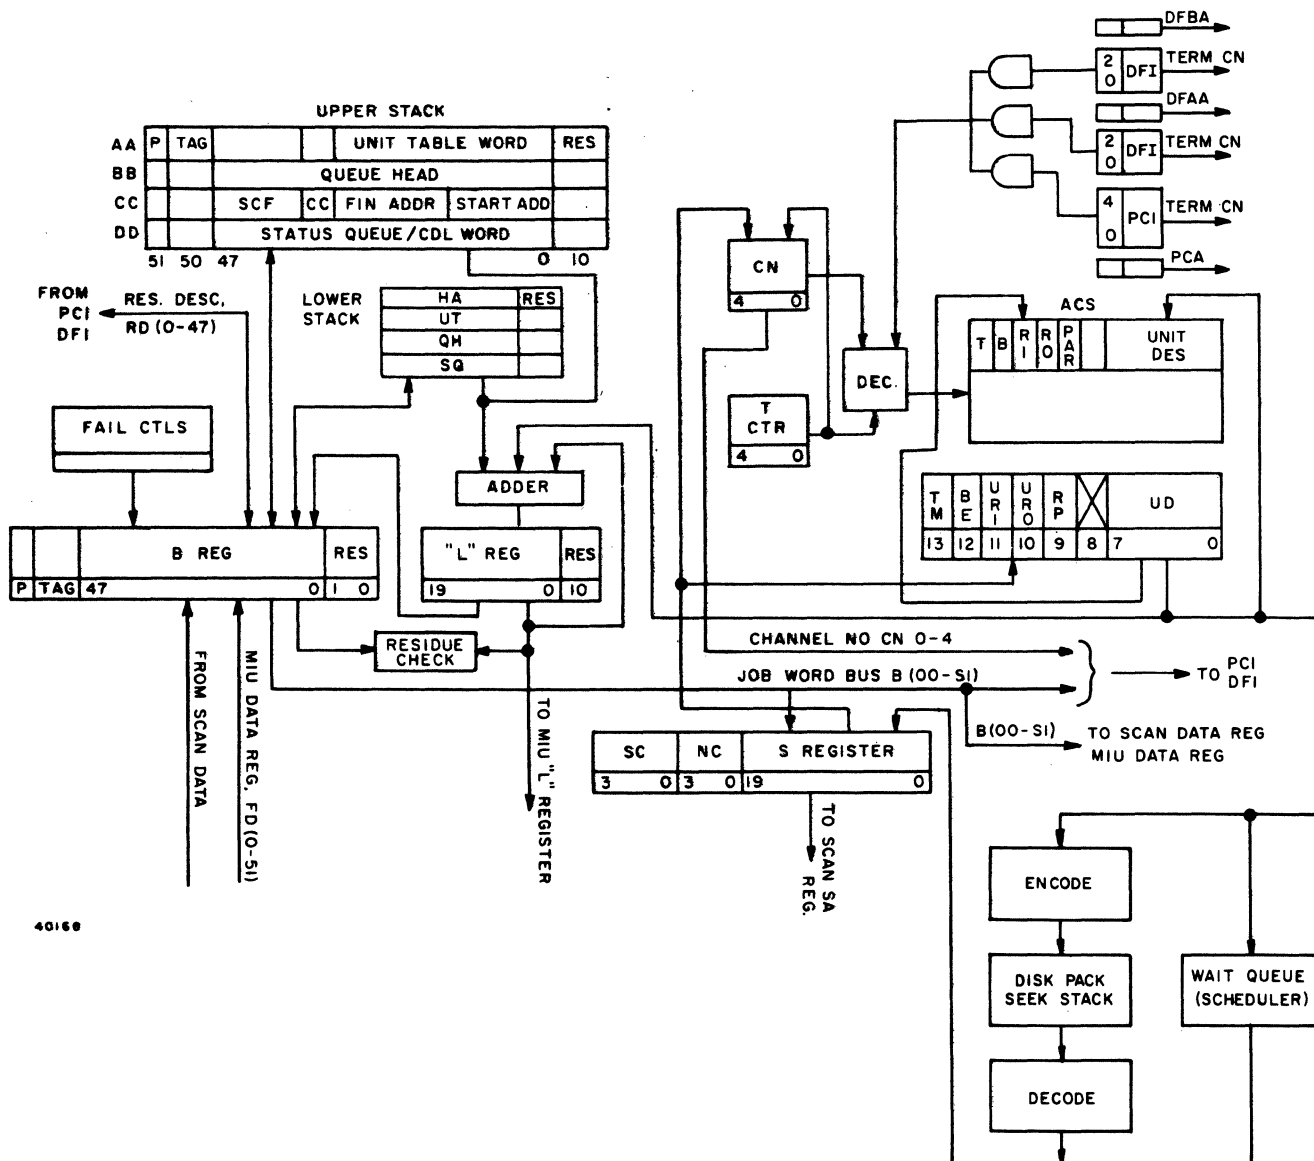 DFBA
2 0 DFI TERM CN
DFAA
2 0 DFI TERM CN
4 0 PCI TERM CN
PCA
UPPER STACK
AA P TAG UNIT TABLE WORD RES
BB QUEUE HEAD
CC SCF CC FIN ADDR START ADD
DD STATUS QUEUE/CDL WORD
51 50 47 0 10
FROM
PCI
DFI
RES. DESC,
RD (0-47)
LOWER
STACK
HA RES
UT
QH
SQ
CN
4 0
DEC.
T
CTR
4 0
ACS
T B RI RO PAR UNIT
DES
FAIL CTLS
ADDER
TM BE URI URO RP UD
13 12 11 10 9 8 7 0
B REG RES
P TAG 47 0 1 0
"L" REG RES
19 0 10
RESIDUE
CHECK
CHANNEL NO CN 0-4
JOB WORD BUS B (00-SI)
TO PCI
DFI
B(00-SI)
TO SCAN DATA REG
MIU DATA REG
FROM SCAN DATA
MIU DATA REG, FD (0-51)
TO MIU "L" REGISTER
SC NC S REGISTER
3 0 3 0 19 0
TO SCAN SA
REG.
ENCODE
DISK PACK
SEEK STACK
DECODE
WAIT QUEUE
(SCHEDULER)
40168